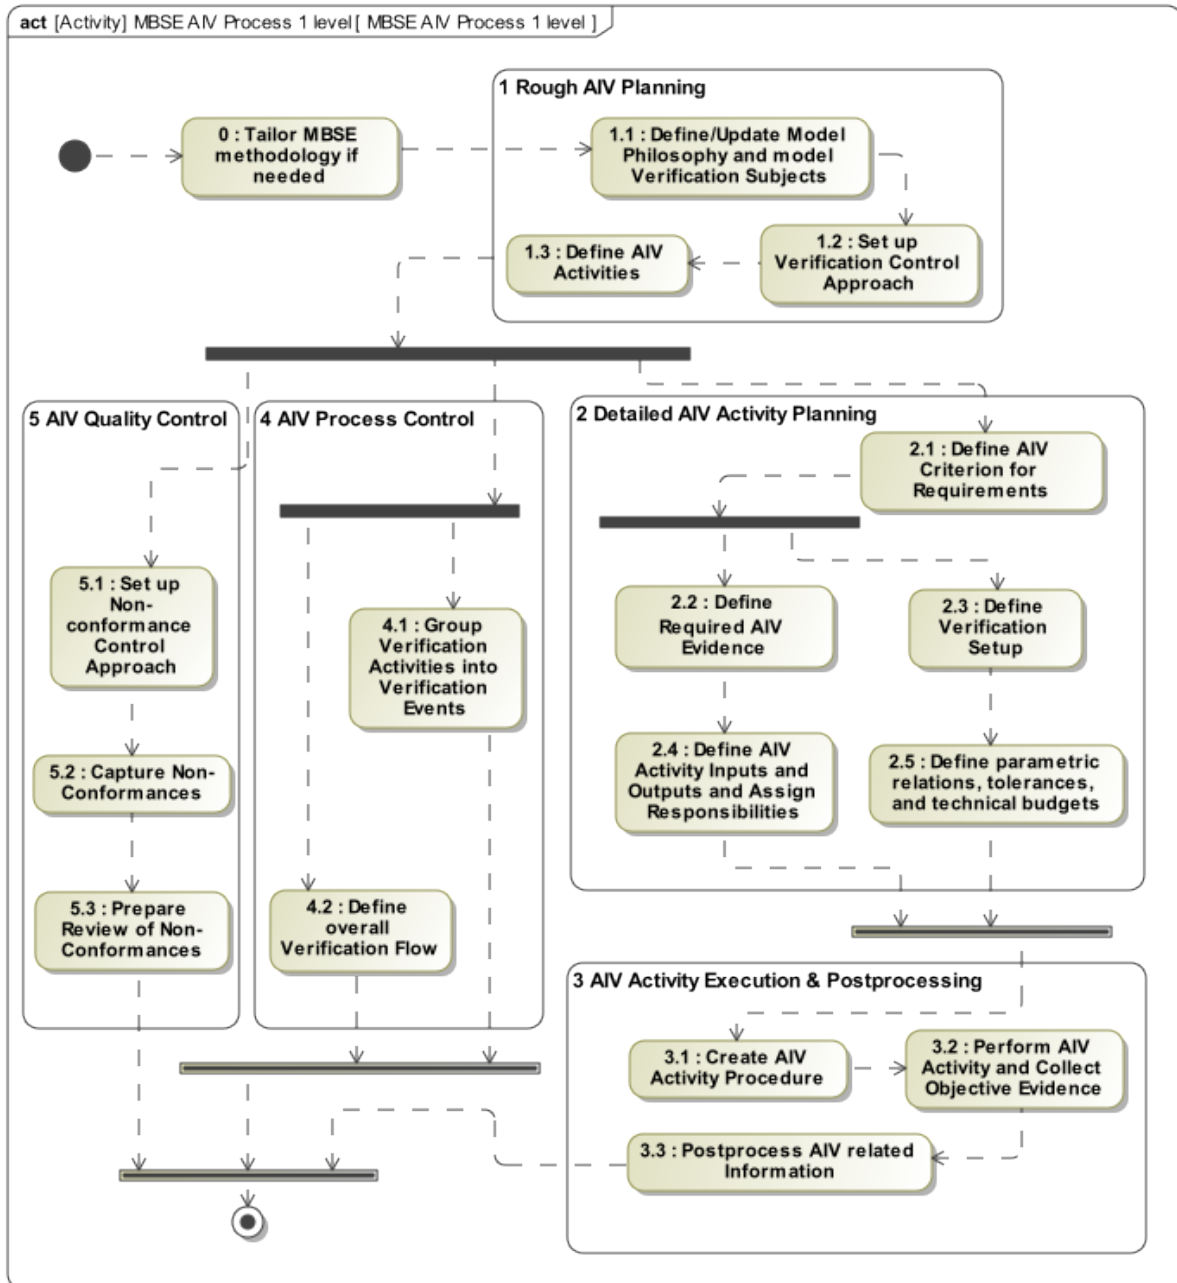 act [Activity] MBSE AIV Process 1 level [ MBSE AIV Process 1 level ]
0 : Tailor MBSE
methodology if
needed
1 Rough AIV Planning
1.1 : Define/Update Model
Philosophy and model
Verification Subjects
1.2 : Set up
Verification Control
Approach
1.3 : Define AIV
Activities
5 AIV Quality Control
5.1 : Set up
Non-
conformance
Control
Approach
5.2 : Capture Non-
Conformances
5.3 : Prepare
Review of Non-
Conformances
4 AIV Process Control
4.1 : Group
Verification
Activities into
Verification
Events
4.2 : Define
overall
Verification Flow
2 Detailed AIV Activity Planning
2.1 : Define AIV
Criterion for
Requirements
2.2 : Define
Required AIV
Evidence
2.3 : Define
Verification
Setup
2.4 : Define AIV
Activity Inputs and
Outputs and Assign
Responsibilities
2.5 : Define parametric
relations, tolerances,
and technical budgets
3 AIV Activity Execution & Postprocessing
3.1 : Create AIV
Activity Procedure
3.2 : Perform AIV
Activity and Collect
Objective Evidence
3.3 : Postprocess AIV related
Information